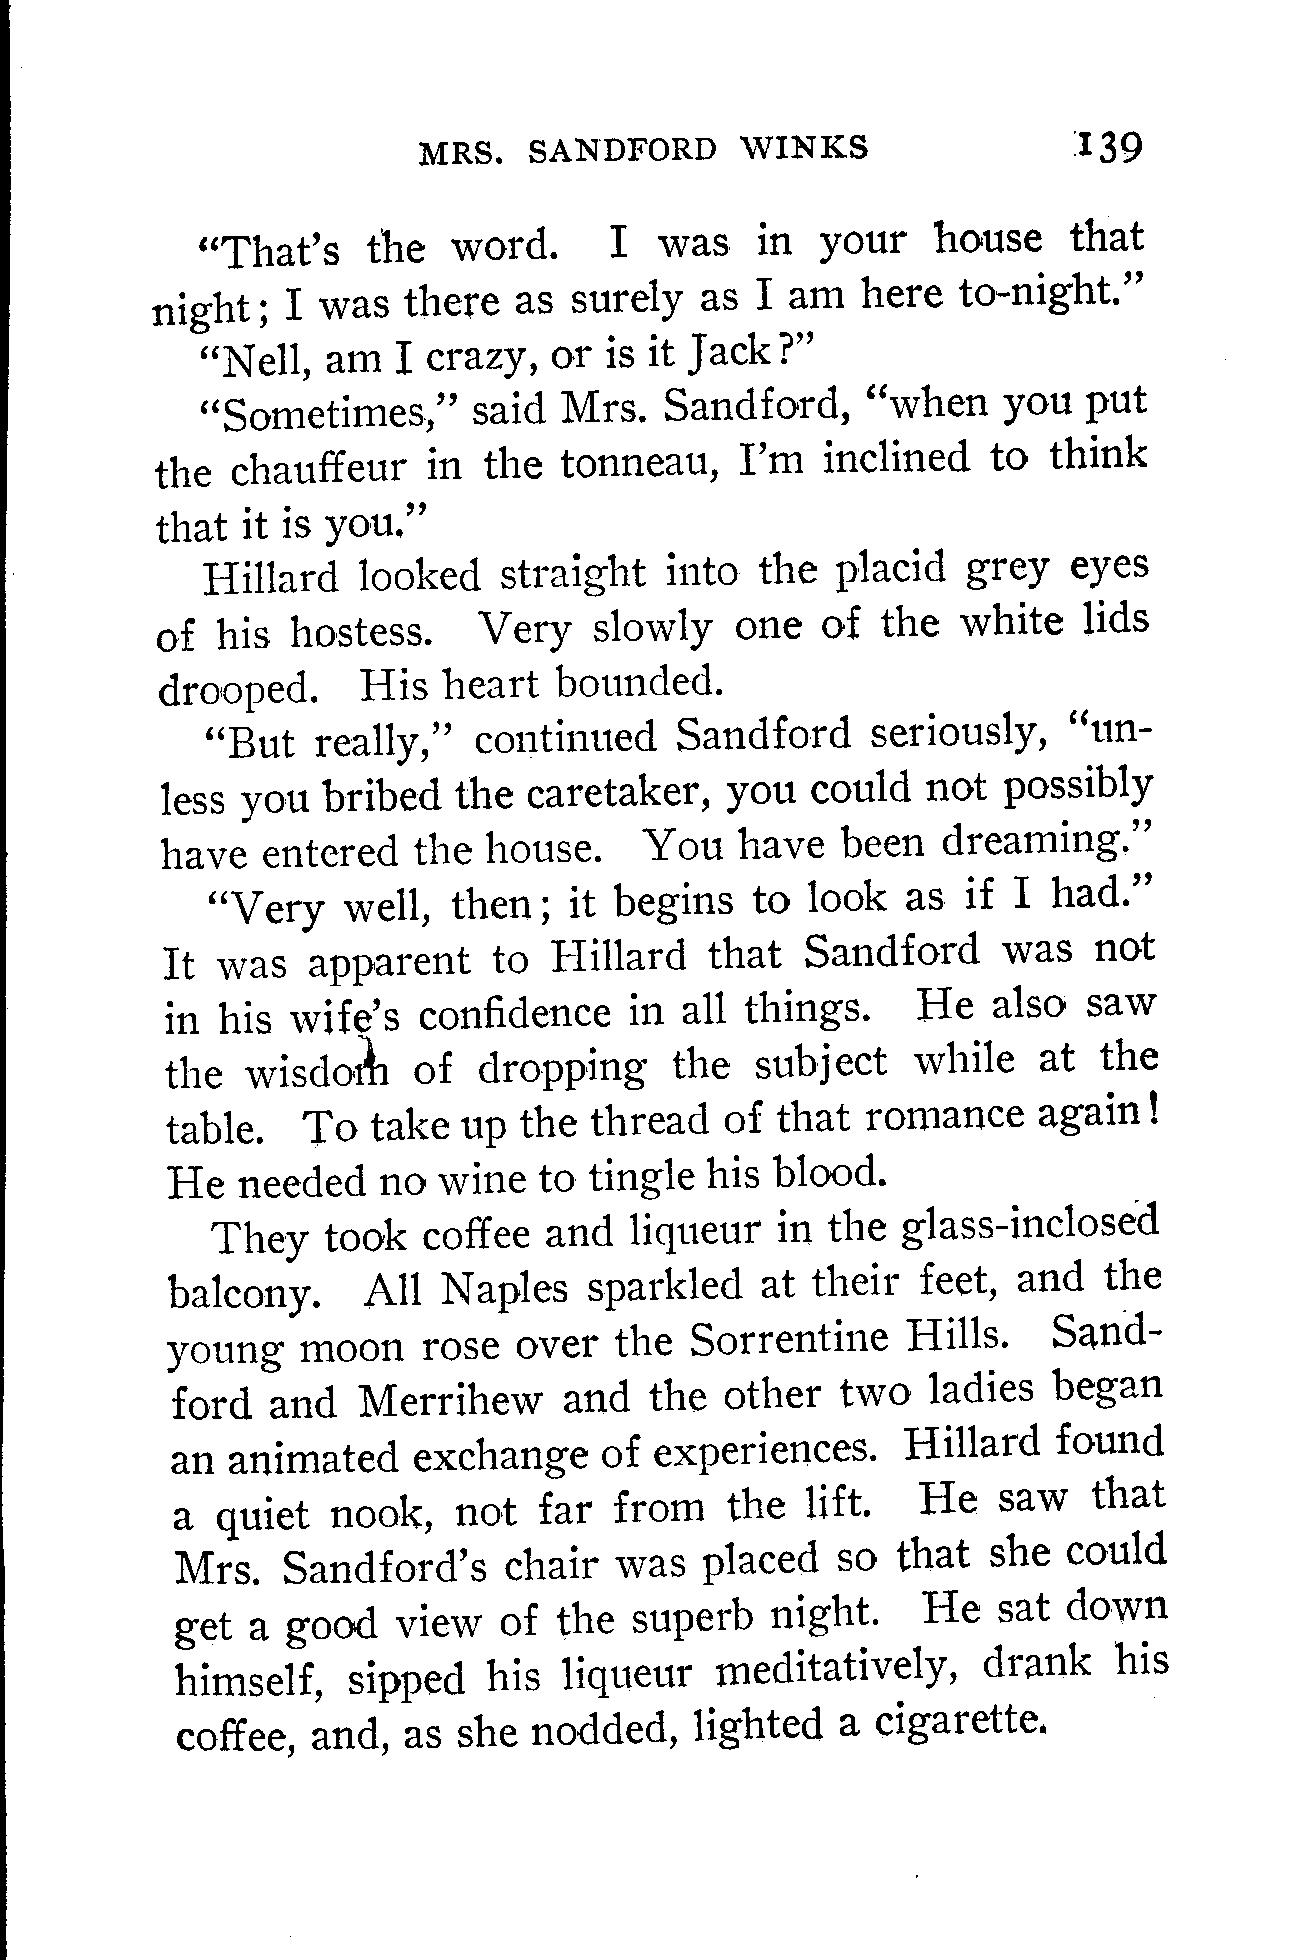 MRS. SANDFORD WINKS 139
“That’s the word. I was in your house that
night; I was there as surely as I am here to-night.”
“Nell, am I crazy, or is it Jack?”
“Sometimes,” said Mrs. Sandford, “when you put
the chauffeur in the tonneau, I’m inclined to think
that it is you.”
Hillard looked straight into the placid grey eyes
of his hostess. Very slowly one of the white lids
drooped. His heart bounded.
“But really,” continued Sandford seriously, “un-
less you bribed the caretaker, you could not possibly
have entered the house. You have been dreaming.”
“Very well, then; it begins to look as if I had.”
It was apparent to Hillard that Sandford was not
in his wife’s confidence in all things. He also saw
the wisdom of dropping the subject while at the
table. To take up the thread of that romance again!
He needed no wine to tingle his blood.
They took coffee and liqueur in the glass-inclosed
balcony. All Naples sparkled at their feet, and the
young moon rose over the Sorrentine Hills. Sand-
ford and Merrihew and the other two ladies began
an animated exchange of experiences. Hillard found
a quiet nook, not far from the lift. He saw that
Mrs. Sandford’s chair was placed so that she could
get a good view of the superb night. He sat down
himself, sipped his liqueur meditatively, drank his
coffee, and, as she nodded, lighted a cigarette.